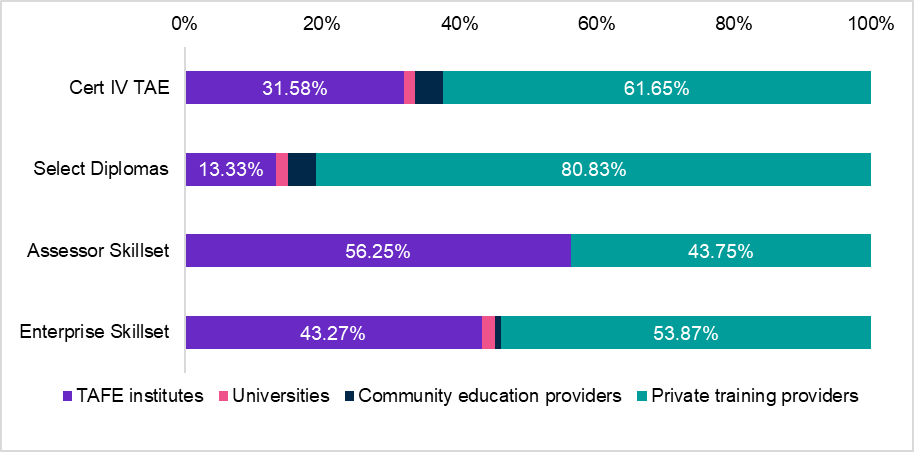 0% 20% 40% 60% 80% 100%
Cert IV TAE 31.58% 61.65%
Select Diplomas 13.33% 80.83%
Assessor Skillset 56.25% 43.75%
Enterprise Skillset 43.27% 53.87%
TAFE institutes Universities Community education providers Private training providers